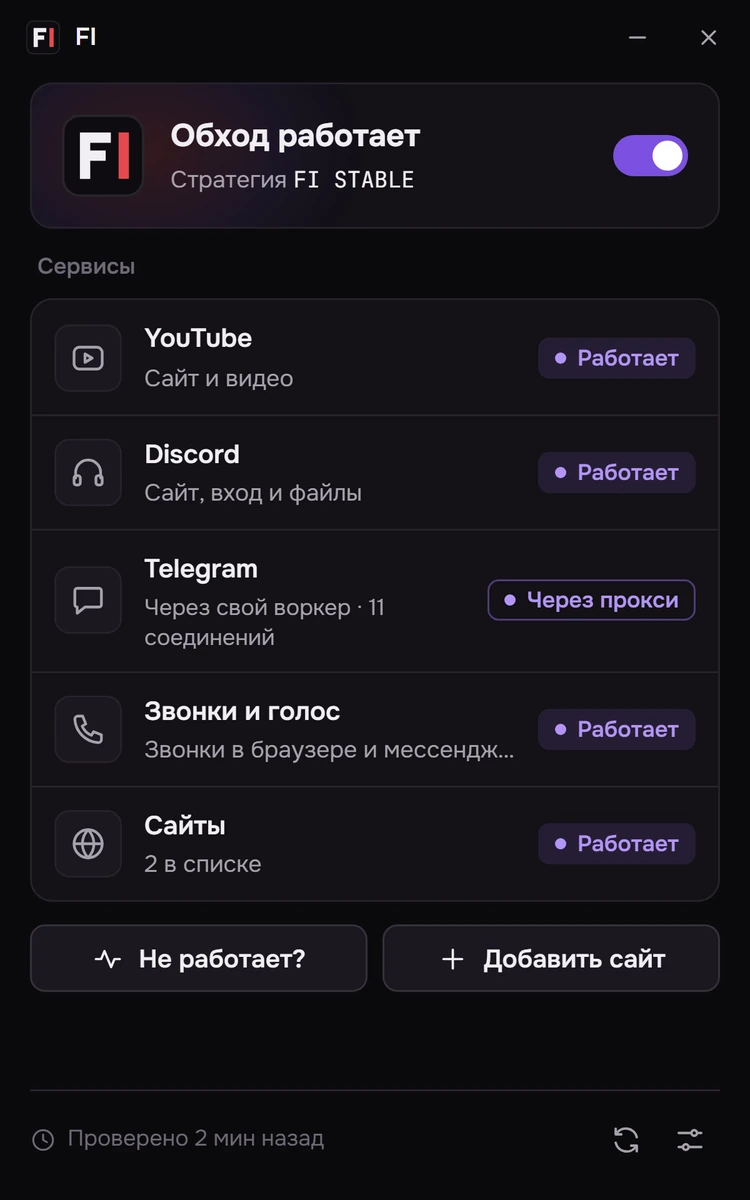 FI FI
FI
Обход работает
Стратегия FI STABLE
Сервисы
YouTube
Сайт и видео
Работает
Discord
Сайт, вход и файлы
Работает
Telegram
Через свой воркер · 11
соединений
Через прокси
Звонки и голос
Звонки в браузере и мессендж...
Работает
Сайты
2 в списке
Работает
Не работает?
Добавить сайт
Проверено 2 мин назад